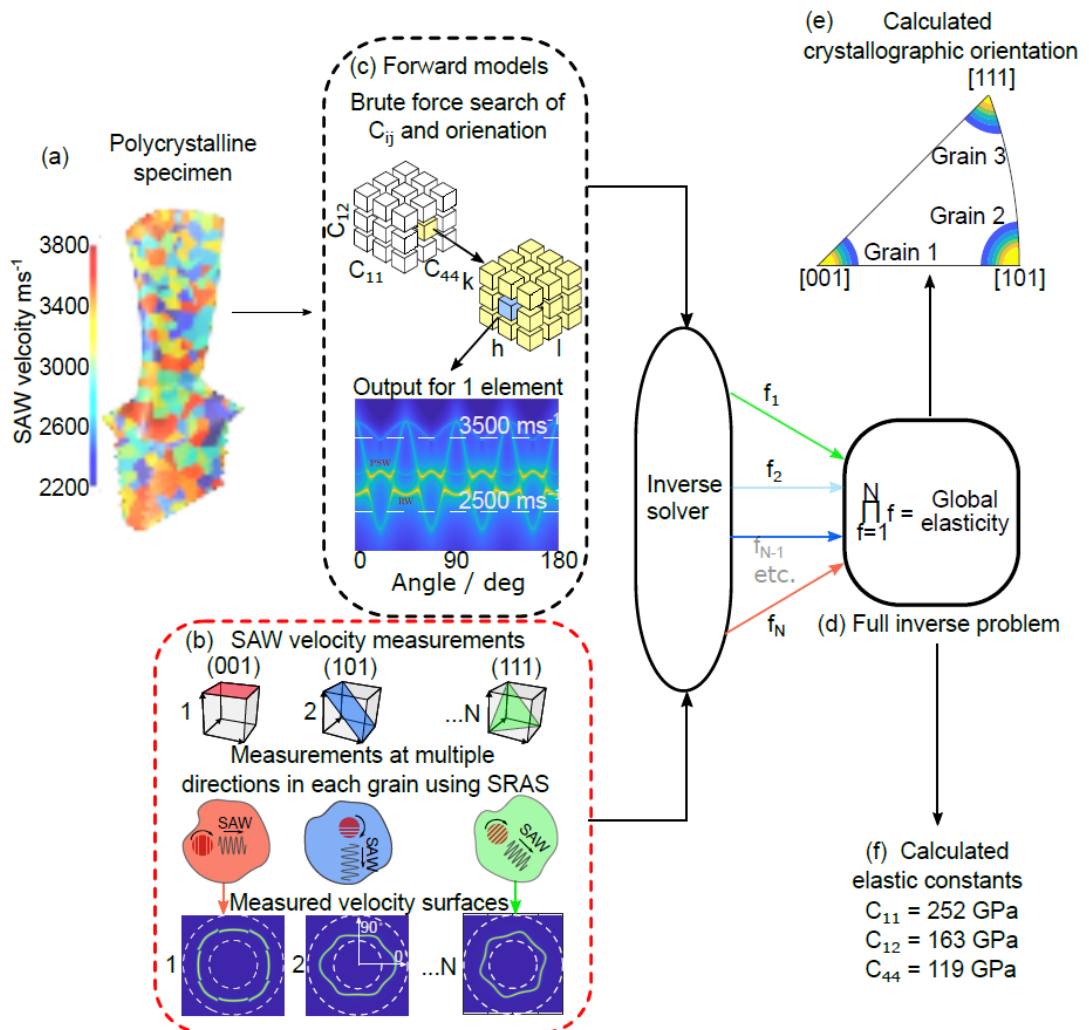 (a)
Polycrystalline
specimen
SAW velcoity ms⁻¹
3800
3400
3000
2600
2200
(c) Forward models
Brute force search of
C_ij and orienation
C₁₂
C₁₁
C₄₄
k
h
l
Output for 1 element
3500 ms⁻¹
PSW
RW
2500 ms⁻¹
0 90 180
Angle / deg
(b) SAW velocity measurements
(001) (101) (111)
1 2 ...N
Measurements at multiple
directions in each grain using SRAS
SAW SAW SAW
Measured velocity surfaces
90°
0
1 2 ...N
Inverse
solver
f₁
f₂
f_N-1
etc.
f_N
N
∏ f = Global
f=1 elasticity
(d) Full inverse problem
(e) Calculated
crystallographic orientation
[111]
Grain 3
Grain 2
Grain 1
[001] [101]
(f) Calculated
elastic constants
C₁₁ = 252 GPa
C₁₂ = 163 GPa
C₄₄ = 119 GPa